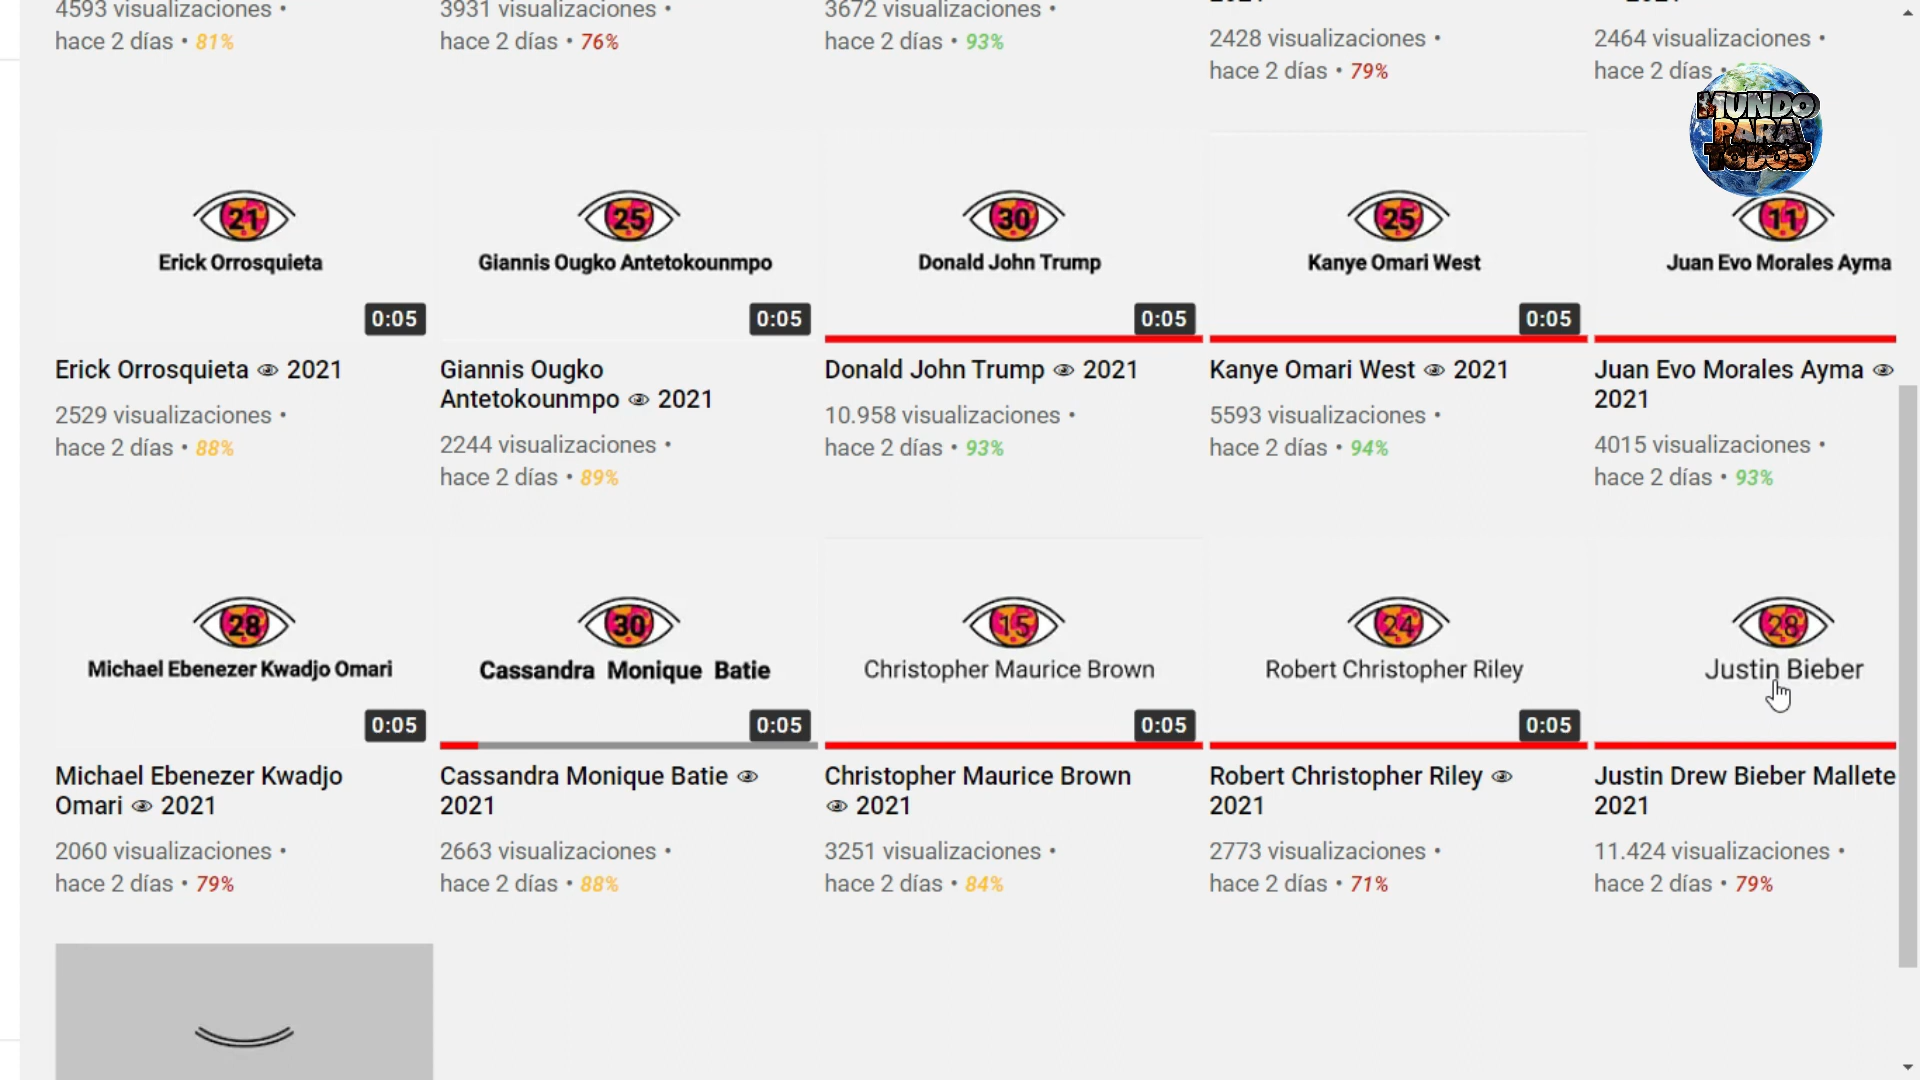 4593 visualizaciones •
hace 2 días • 81%
3931 visualizaciones •
hace 2 días • 76%
3672 visualizaciones •
hace 2 días • 93%
2428 visualizaciones •
hace 2 días • 79%
2464 visualizaciones •
hace 2 días •
MUNDO
PARA
TODOS
21
Erick Orrosquieta
0:05
Erick Orrosquieta 👁 2021
2529 visualizaciones •
hace 2 días • 88%
25
Giannis Ougko Antetokounmpo
0:05
Giannis Ougko
Antetokounmpo 👁 2021
2244 visualizaciones •
hace 2 días • 89%
30
Donald John Trump
0:05
Donald John Trump 👁 2021
10.958 visualizaciones •
hace 2 días • 93%
25
Kanye Omari West
0:05
Kanye Omari West 👁 2021
5593 visualizaciones •
hace 2 días • 94%
11
Juan Evo Morales Ayma
Juan Evo Morales Ayma 👁
2021
4015 visualizaciones •
hace 2 días • 93%
28
Michael Ebenezer Kwadjo Omari
0:05
Michael Ebenezer Kwadjo
Omari 👁 2021
2060 visualizaciones •
hace 2 días • 79%
30
Cassandra Monique Batie
0:05
Cassandra Monique Batie 👁
2021
2663 visualizaciones •
hace 2 días • 88%
15
Christopher Maurice Brown
0:05
Christopher Maurice Brown
👁 2021
3251 visualizaciones •
hace 2 días • 84%
24
Robert Christopher Riley
0:05
Robert Christopher Riley 👁
2021
2773 visualizaciones •
hace 2 días • 71%
28
Justin Bieber
Justin Drew Bieber Mallete
2021
11.424 visualizaciones •
hace 2 días • 79%